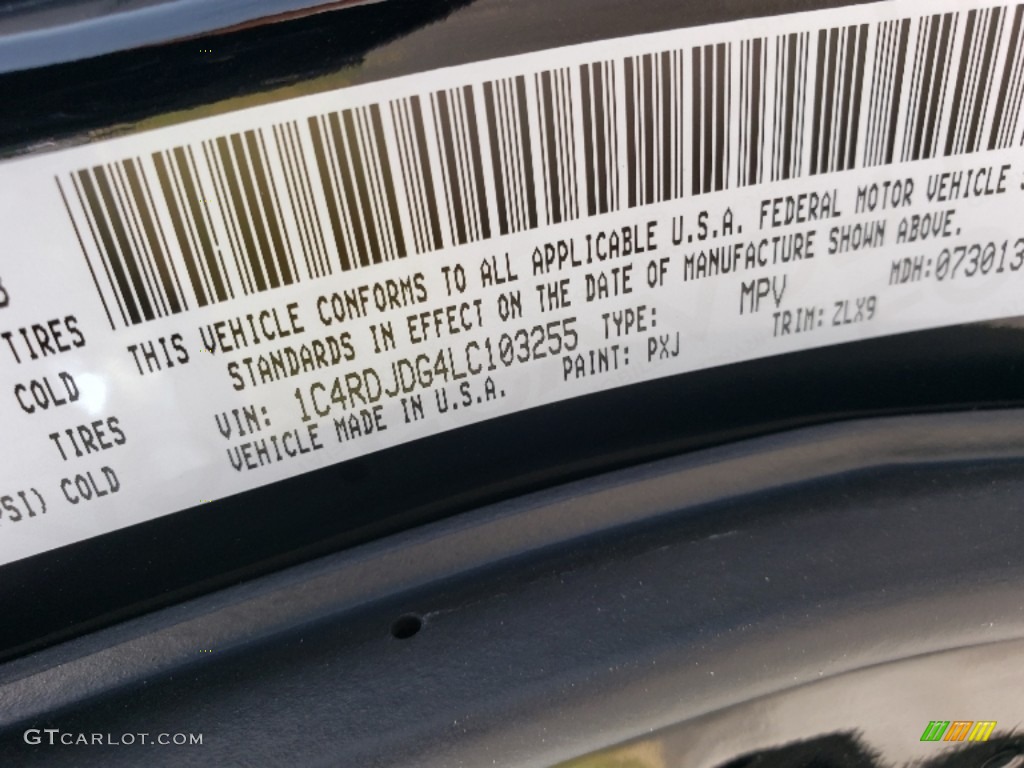 TIRES
COLD
TIRES
PSI) COLD
THIS VEHICLE CONFORMS TO ALL APPLICABLE U.S.A. FEDERAL MOTOR VEHICLE
STANDARDS IN EFFECT ON THE DATE OF MANUFACTURE SHOWN ABOVE.
VIN: 1C4RDJDG4LC103255 TYPE: MPV MDH:073013
VEHICLE MADE IN U.S.A. PAINT: PXJ TRIM: ZLX9
GTCARLOT.COM